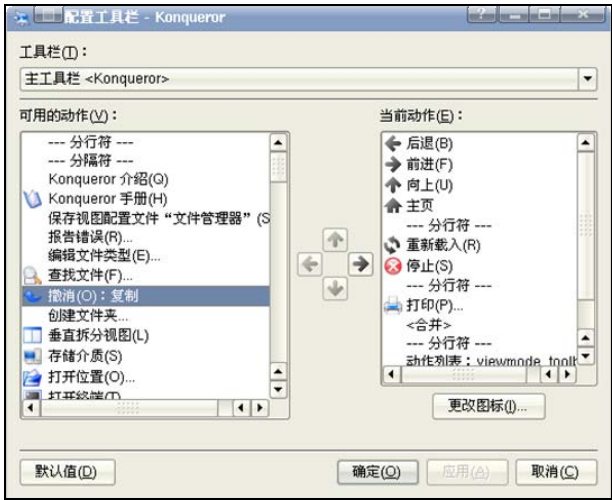 配置工具栏 - Konqueror
工具栏(T)：
主工具栏 <Konqueror>
可用的动作(V)：
--- 分行符 ---
--- 分隔符 ---
Konqueror 介绍(Q)
Konqueror 手册(H)
保存视图配置文件“文件管理器”(S
报告错误(R)...
编辑文件类型(E)...
查找文件(F)...
撤消(O)：复制
创建文件夹...
垂直拆分视图(L)
存储介质(S)
打开位置(O)...
打开终端(T)
当前动作(E)：
后退(B)
前进(F)
向上(U)
主页
--- 分行符 ---
重新载入(R)
停止(S)
--- 分行符 ---
打印(P)...
<合并>
--- 分行符 ---
动作列表：viewmode_toolb
更改图标(I)...
默认值(D)
确定(O)
应用(A)
取消(C)